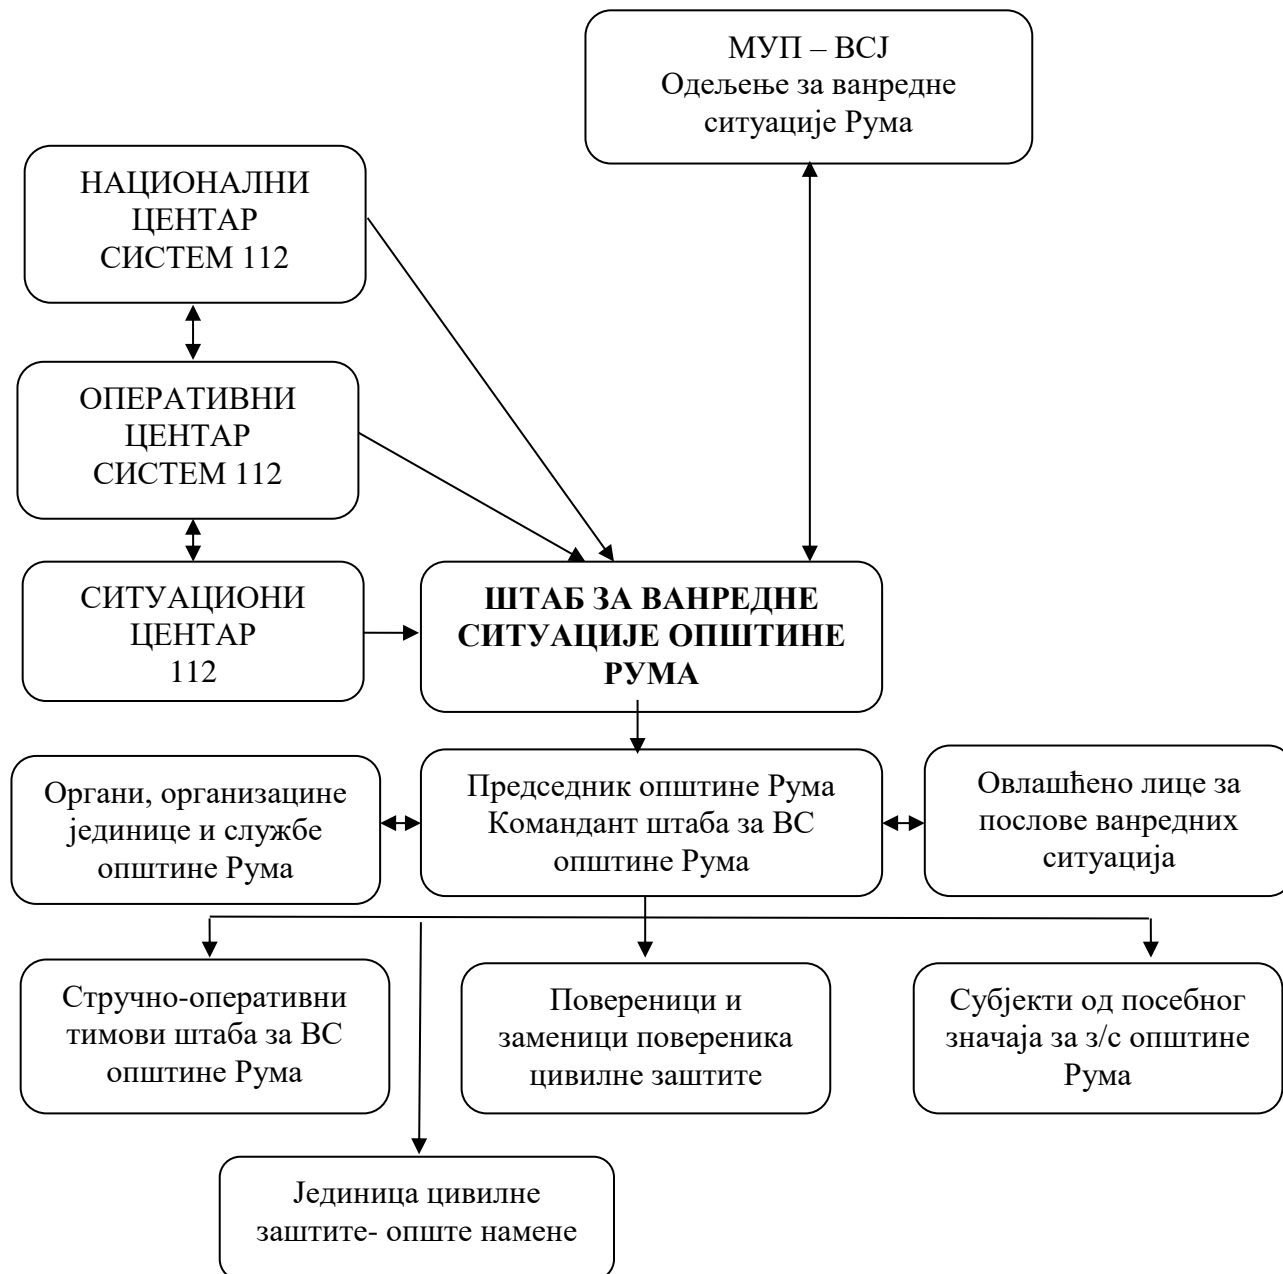 МУП – ВСЈ
Одељење за ванредне
ситуације Рума
НАЦИОНАЛНИ
ЦЕНТАР
СИСТЕМ 112
ОПЕРАТИВНИ
ЦЕНТАР
СИСТЕМ 112
СИТУАЦИОНИ
ЦЕНТАР
112
ШТАБ ЗА ВАНРЕДНЕ
СИТУАЦИЈЕ ОПШТИНЕ
РУМА
Органи, организацине
јединице и службе
општине Рума
Председник општине Рума
Командант штаба за ВС
општине Рума
Овлашћено лице за
послове ванредних
ситуација
Стручно-оперативни
тимови штаба за ВС
општине Рума
Повереници и
заменици повереника
цивилне заштите
Субјекти од посебног
значаја за з/с општине
Рума
Јединица цивилне
заштите- опште намене